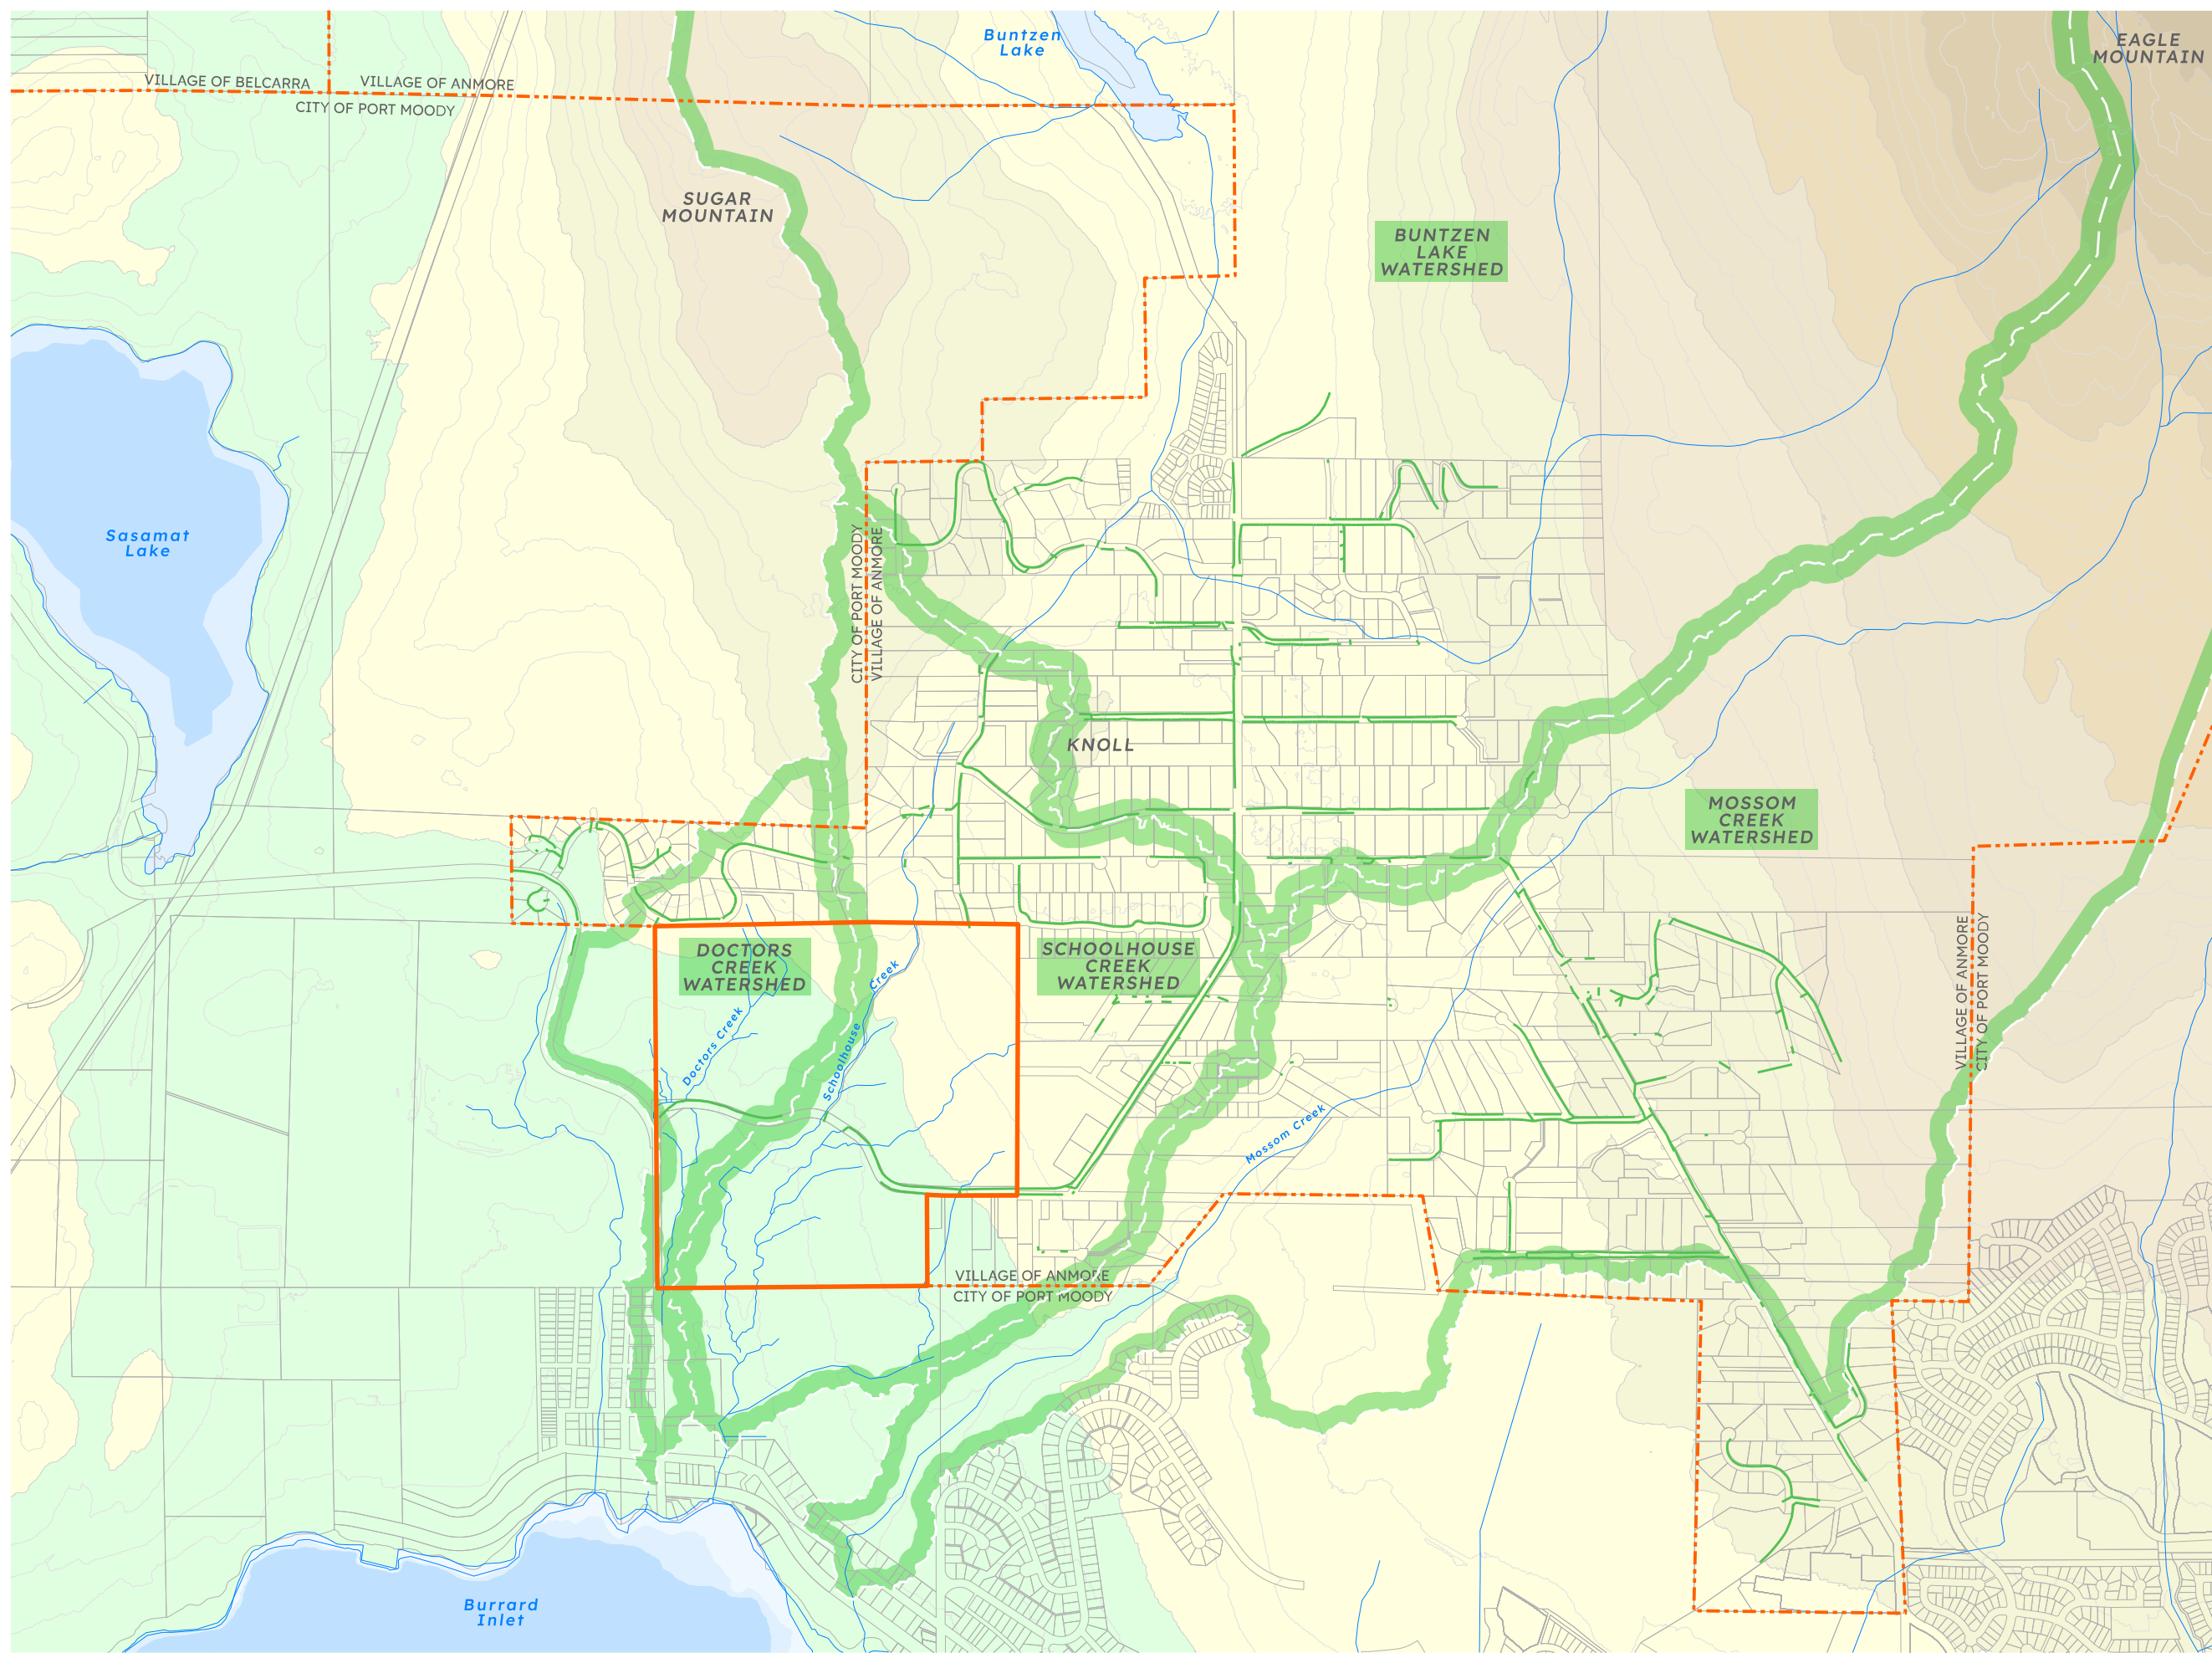 Buntzen
Lake
EAGLE
MOUNTAIN
VILLAGE OF BELCARRA
VILLAGE OF ANMORE
CITY OF PORT MOODY
SUGAR
MOUNTAIN
BUNTZEN
LAKE
WATERSHED
Sasamat
Lake
CITY OF PORT MOODY
VILLAGE OF ANMORE
KNOLL
MOSSOM
CREEK
WATERSHED
DOCTORS
CREEK
WATERSHED
SCHOOLHOUSE
CREEK
WATERSHED
VILLAGE OF ANMORE
CITY OF PORT MOODY
Doctors Creek
Schoolhouse Creek
Mossom Creek
VILLAGE OF ANMORE
CITY OF PORT MOODY
Burrard
Inlet